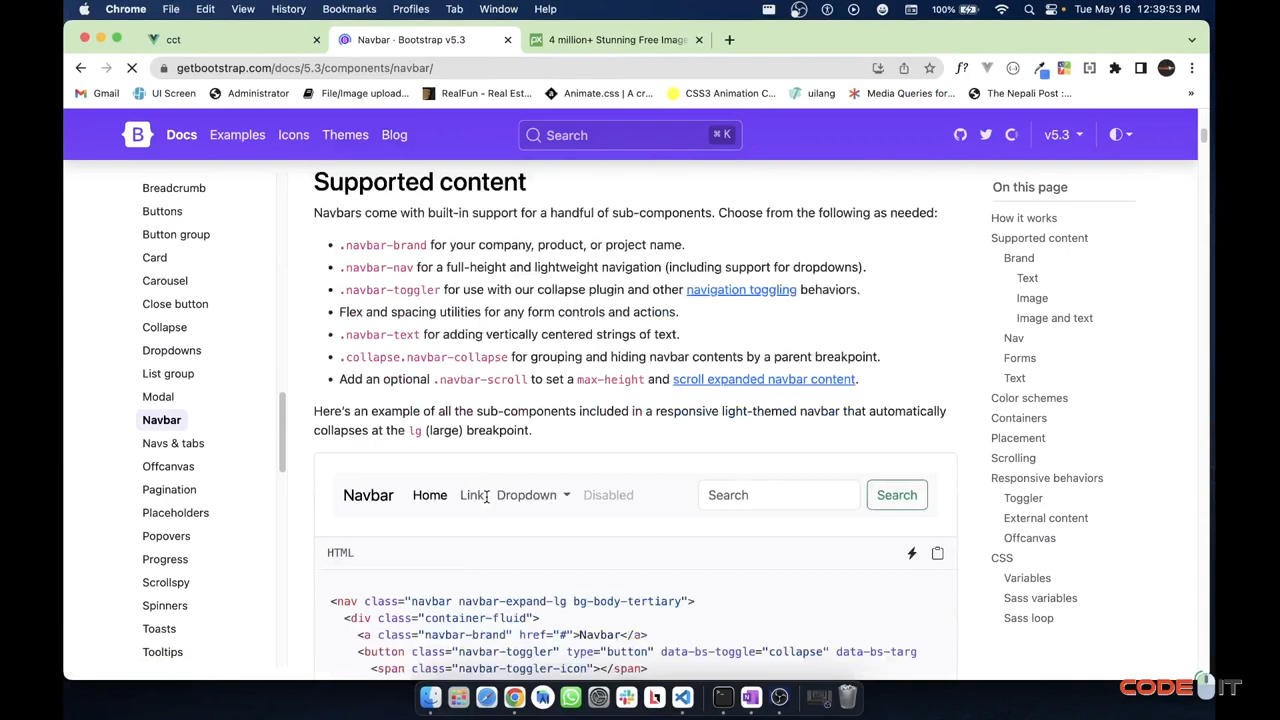 Chrome File Edit View History Bookmarks Profiles Tab Window Help 100% Tue May 16 12:39:53 PM
cct Navbar · Bootstrap v5.3 4 million+ Stunning Free Image
getbootstrap.com/docs/5.3/components/navbar/
Gmail UI Screen Administrator File/Image upload... RealFun - Real Est... Animate.css | A cr... CSS3 Animation C... uilang Media Queries for... The Nepali Post :... »
B Docs Examples Icons Themes Blog Search ⌘ K v5.3
Breadcrumb
Buttons
Button group
Card
Carousel
Close button
Collapse
Dropdowns
List group
Modal
Navbar
Navs & tabs
Offcanvas
Pagination
Placeholders
Popovers
Progress
Scrollspy
Spinners
Toasts
Tooltips
Supported content
Navbars come with built-in support for a handful of sub-components. Choose from the following as needed:
• .navbar-brand for your company, product, or project name.
• .navbar-nav for a full-height and lightweight navigation (including support for dropdowns).
• .navbar-toggler for use with our collapse plugin and other navigation toggling behaviors.
• Flex and spacing utilities for any form controls and actions.
• .navbar-text for adding vertically centered strings of text.
• .collapse.navbar-collapse for grouping and hiding navbar contents by a parent breakpoint.
• Add an optional .navbar-scroll to set a max-height and scroll expanded navbar content.
Here's an example of all the sub-components included in a responsive light-themed navbar that automatically
collapses at the lg (large) breakpoint.
Navbar Home Link Dropdown Disabled Search Search
HTML
<nav class="navbar navbar-expand-lg bg-body-tertiary">
<div class="container-fluid">
<a class="navbar-brand" href="#">Navbar</a>
<button class="navbar-toggler" type="button" data-bs-toggle="collapse" data-bs-targ
<span class="navbar-toggler-icon"></span>
On this page
How it works
Supported content
Brand
Text
Image
Image and text
Nav
Forms
Text
Color schemes
Containers
Placement
Scrolling
Responsive behaviors
Toggler
External content
Offcanvas
CSS
Variables
Sass variables
Sass loop
CODE IT